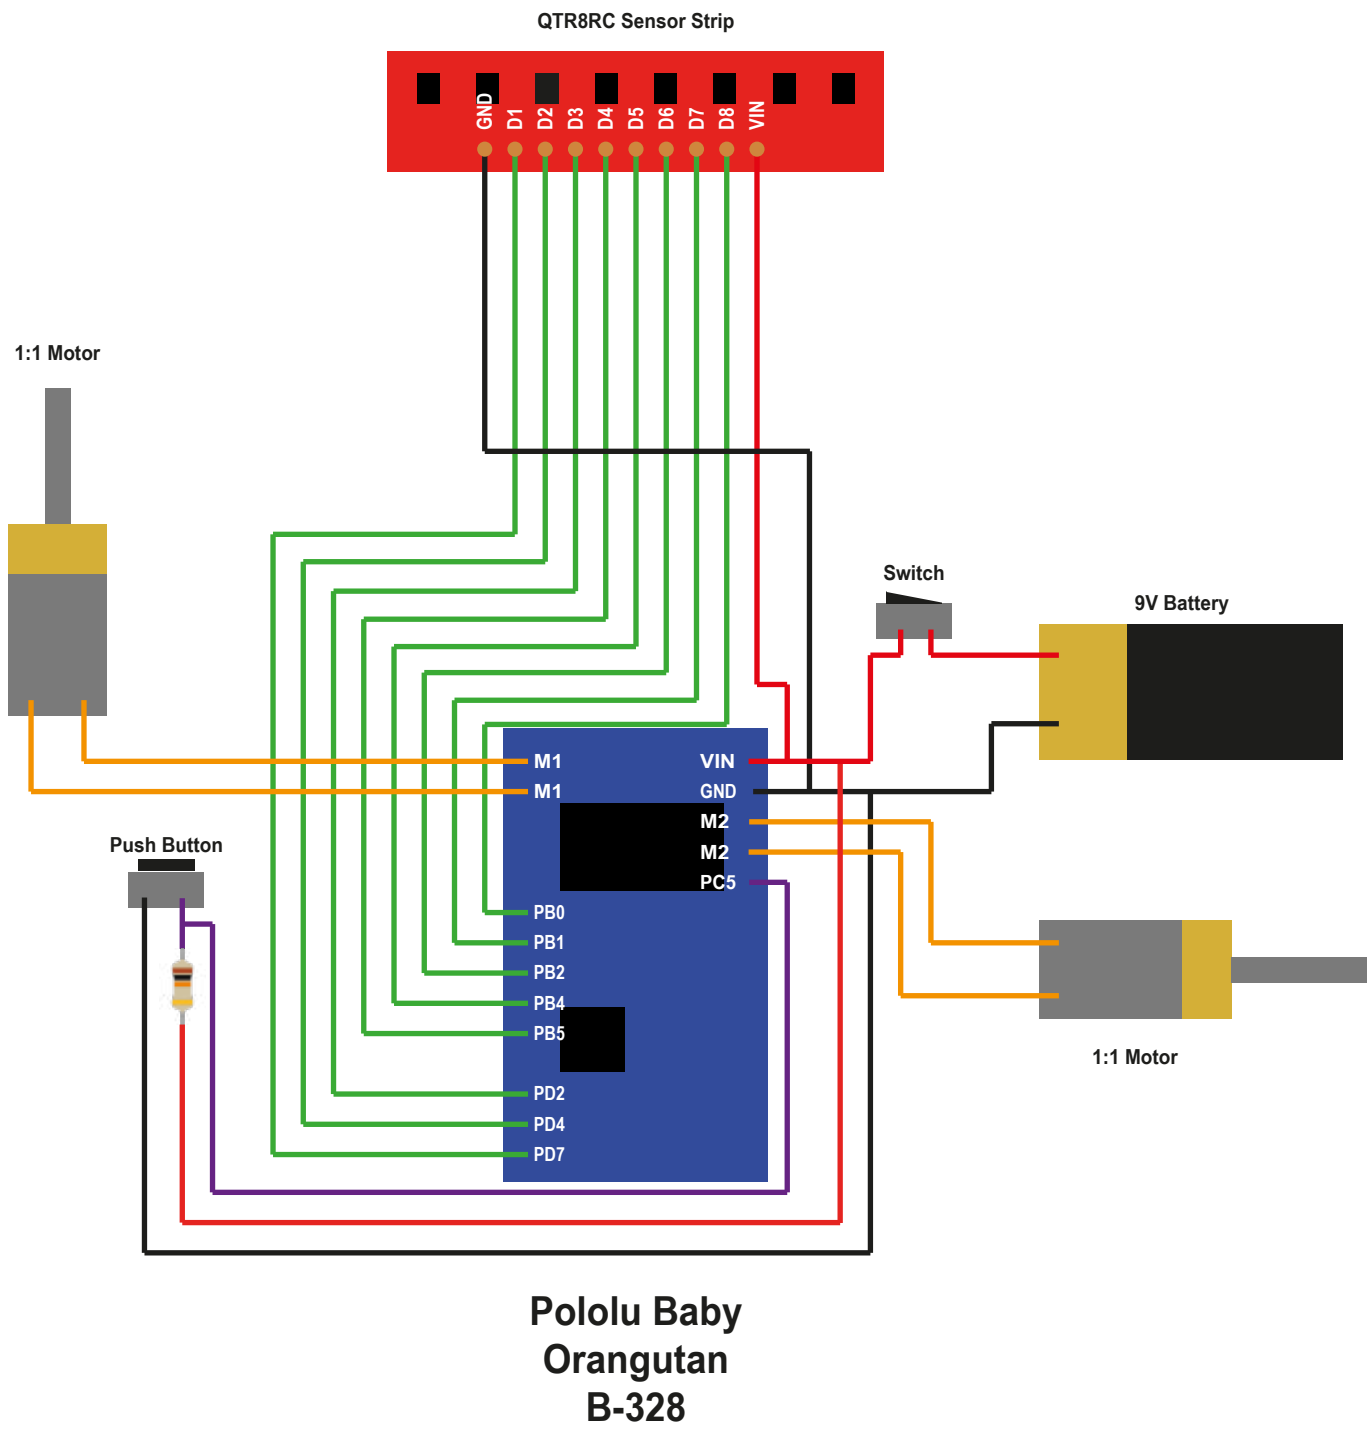 QTR8RC Sensor Strip
GND
D1
D2
D3
D4
D5
D6
D7
D8
VIN
1:1 Motor
Switch
9V Battery
M1
VIN
M1
GND
M2
M2
PC5
Push Button
PB0
PB1
PB2
PB4
PB5
PD2
PD4
PD7
1:1 Motor
Pololu Baby
Orangutan
B-328